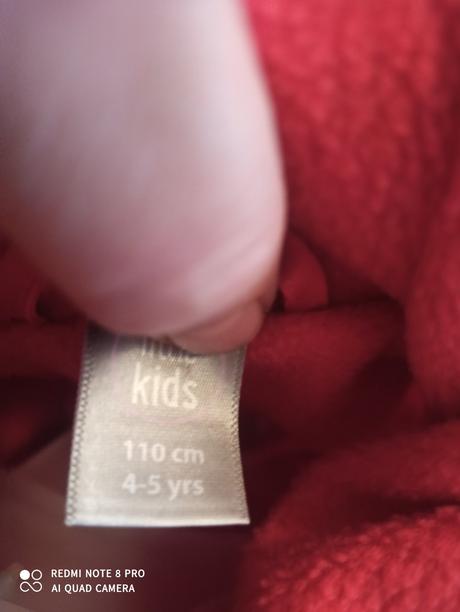 kids
110 cm
4-5 yrs
REDMI NOTE 8 PRO
AI QUAD CAMERA